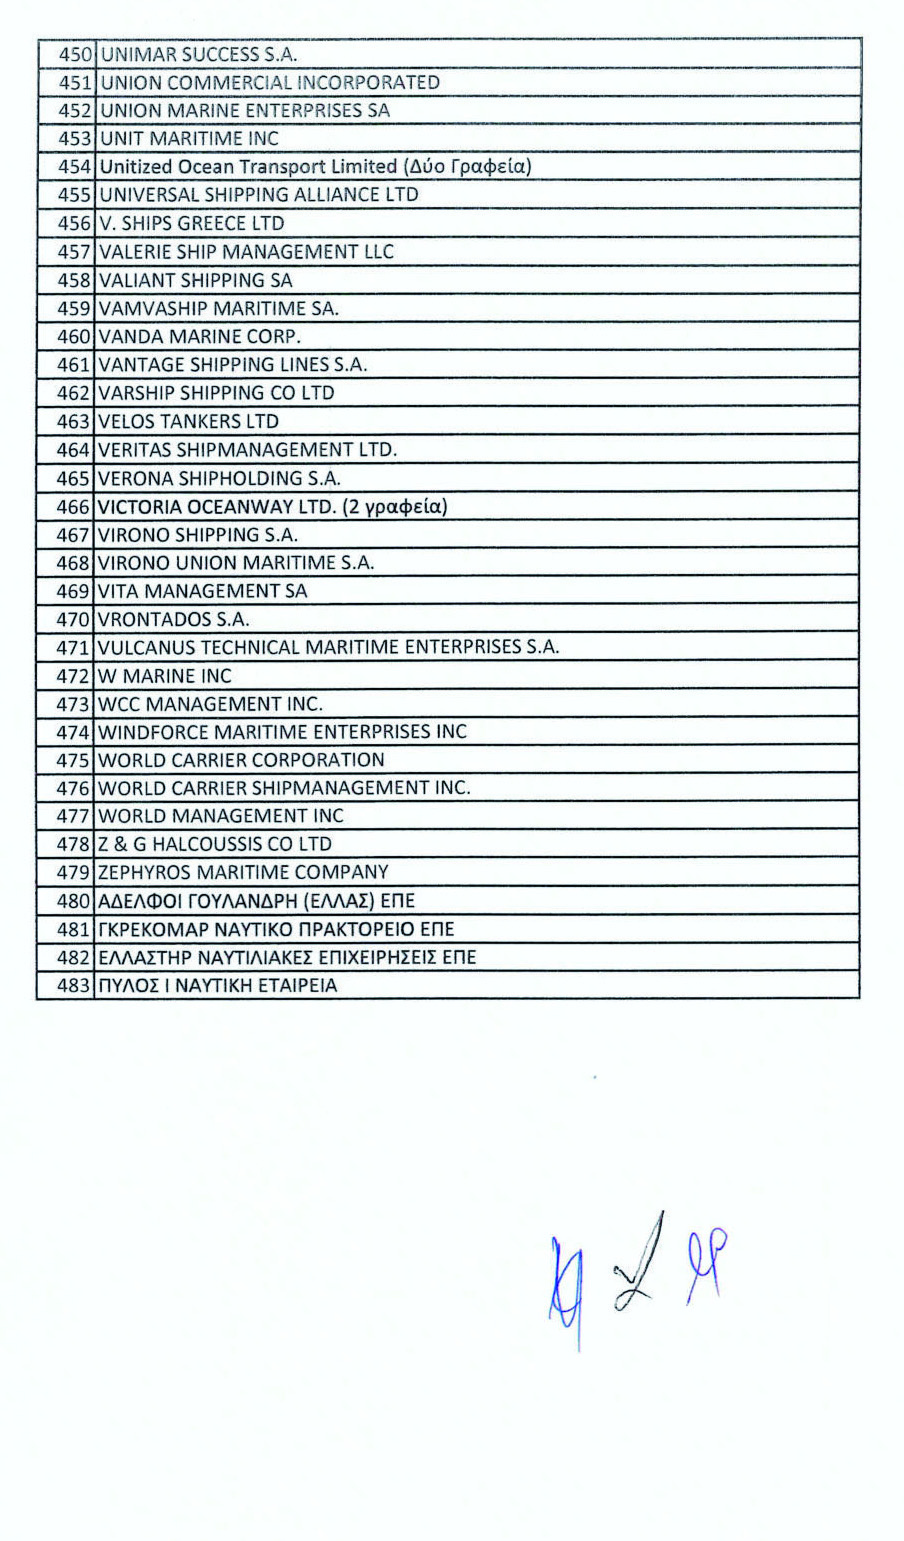 450 UNIMAR SUCCESS S.A.
451 UNION COMMERCIAL INCORPORATED
452 UNION MARINE ENTERPRISES SA
453 UNIT MARITIME INC
454 Unitized Ocean Transport Limited (Δύο Γραφεία)
455 UNIVERSAL SHIPPING ALLIANCE LTD
456 V. SHIPS GREECE LTD
457 VALERIE SHIP MANAGEMENT LLC
458 VALIANT SHIPPING SA
459 VAMVASHIP MARITIME SA.
460 VANDA MARINE CORP.
461 VANTAGE SHIPPING LINES S.A.
462 VARSHIP SHIPPING CO LTD
463 VELOS TANKERS LTD
464 VERITAS SHIPMANAGEMENT LTD.
465 VERONA SHIPHOLDING S.A.
466 VICTORIA OCEANWAY LTD. (2 γραφεία)
467 VIRONO SHIPPING S.A.
468 VIRONO UNION MARITIME S.A.
469 VITA MANAGEMENT SA
470 VRONTADOS S.A.
471 VULCANUS TECHNICAL MARITIME ENTERPRISES S.A.
472 W MARINE INC
473 WCC MANAGEMENT INC.
474 WINDFORCE MARITIME ENTERPRISES INC
475 WORLD CARRIER CORPORATION
476 WORLD CARRIER SHIPMANAGEMENT INC.
477 WORLD MANAGEMENT INC
478 Z & G HALCOUSSIS CO LTD
479 ZEPHYROS MARITIME COMPANY
480 ΑΔΕΛΦΟΙ ΓΟΥΛΑΝΔΡΗ (ΕΛΛΑΣ) ΕΠΕ
481 ΓΚΡΕΚΟΜΑΡ ΝΑΥΤΙΚΟ ΠΡΑΚΤΟΡΕΙΟ ΕΠΕ
482 ΕΛΛΑΣΤΗΡ ΝΑΥΤΙΛΙΑΚΕΣ ΕΠΙΧΕΙΡΗΣΕΙΣ ΕΠΕ
483 ΠΥΛΟΣ Ι ΝΑΥΤΙΚΗ ΕΤΑΙΡΕΙΑ